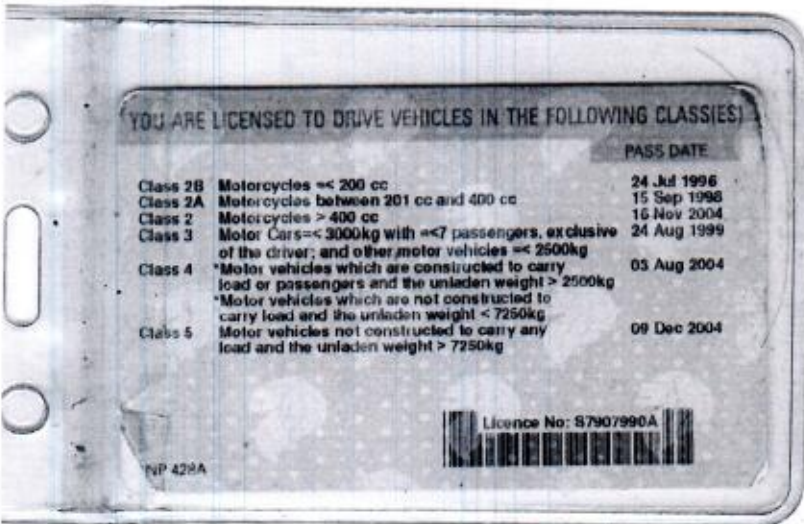 YOU ARE LICENSED TO DRIVE VEHICLES IN THE FOLLOWING CLASS(ES)
PASS DATE
Class 2B Motorcycles =< 200 cc 24 Jul 1996
Class 2A Motorcycles between 201 cc and 400 cc 15 Sep 1998
Class 2 Motorcycles > 400 cc 16 Nov 2004
Class 3 Motor Cars=< 3000kg with =<7 passengers, exclusive 24 Aug 1999
of the driver; and other motor vehicles =< 2500kg
Class 4 *Motor vehicles which are constructed to carry 03 Aug 2004
load or passengers and the unladen weight > 2500kg
*Motor vehicles which are not constructed to
carry load and the unladen weight < 7250kg
Class 5 Motor vehicles not constructed to carry any 09 Dec 2004
load and the unladen weight > 7250kg
Licence No: S7907990A
NP 428A